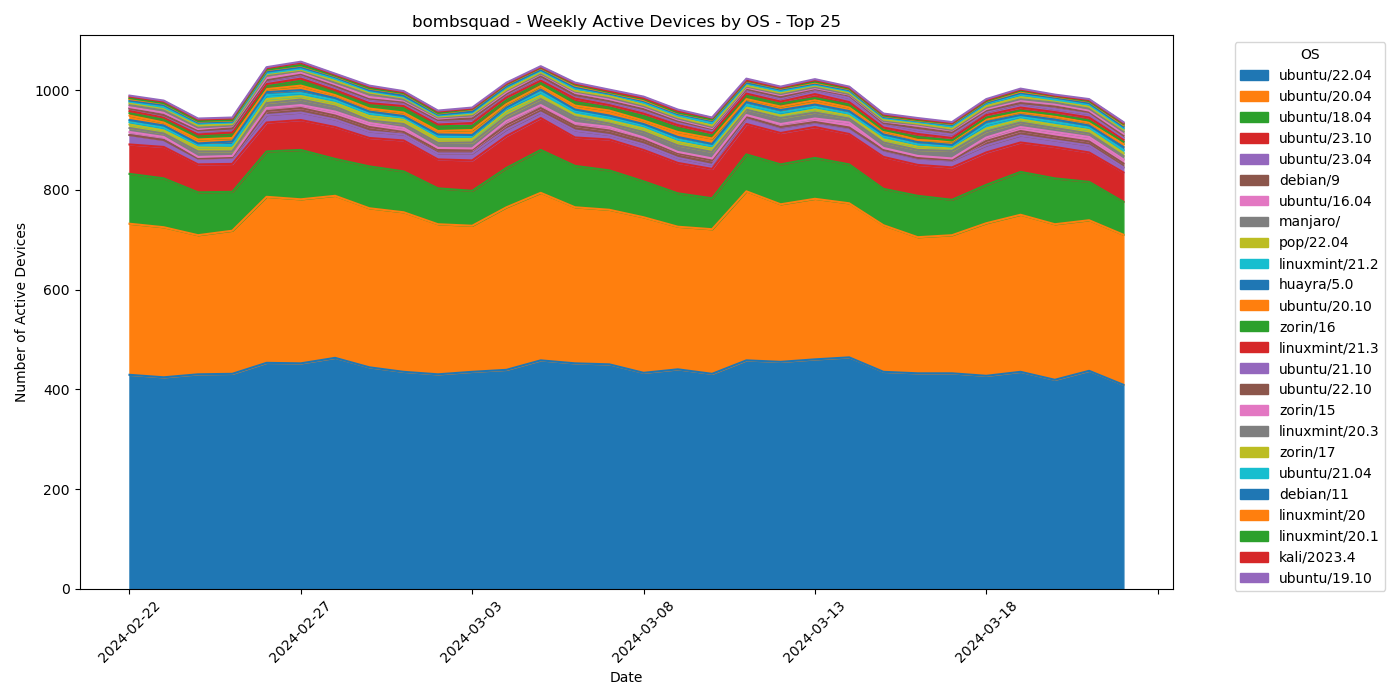 bombsquad - Weekly Active Devices by OS - Top 25
Number of Active Devices
1000
800
600
400
200
0
2024-02-22
2024-02-27
2024-03-03
2024-03-08
2024-03-13
2024-03-18
Date
OS
ubuntu/22.04
ubuntu/20.04
ubuntu/18.04
ubuntu/23.10
ubuntu/23.04
debian/9
ubuntu/16.04
manjaro/
pop/22.04
linuxmint/21.2
huayra/5.0
ubuntu/20.10
zorin/16
linuxmint/21.3
ubuntu/21.10
ubuntu/22.10
zorin/15
linuxmint/20.3
zorin/17
ubuntu/21.04
debian/11
linuxmint/20
linuxmint/20.1
kali/2023.4
ubuntu/19.10